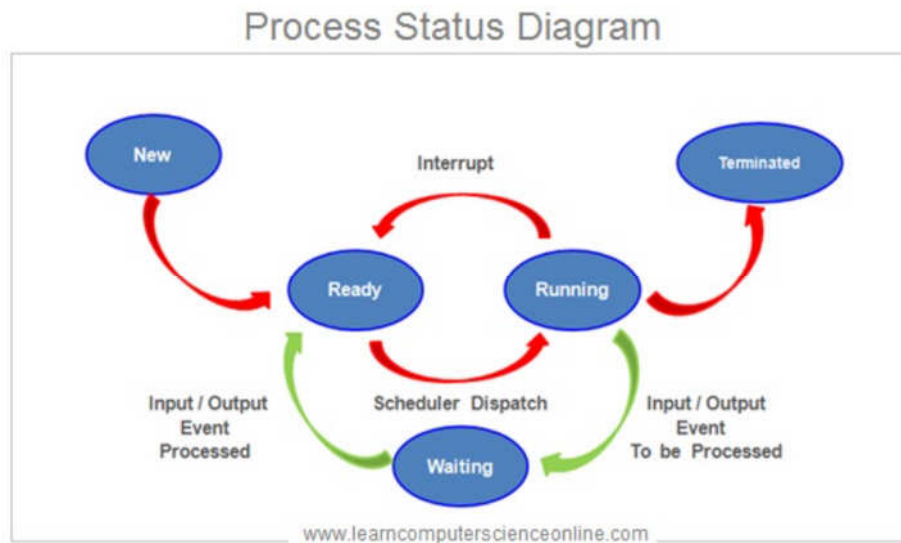 Process Status Diagram
New
Interrupt
Terminated
Ready
Running
Input / Output
Event
Processed
Scheduler Dispatch
Input / Output
Event
To be Processed
Waiting
www.learncomputerscienceonline.com